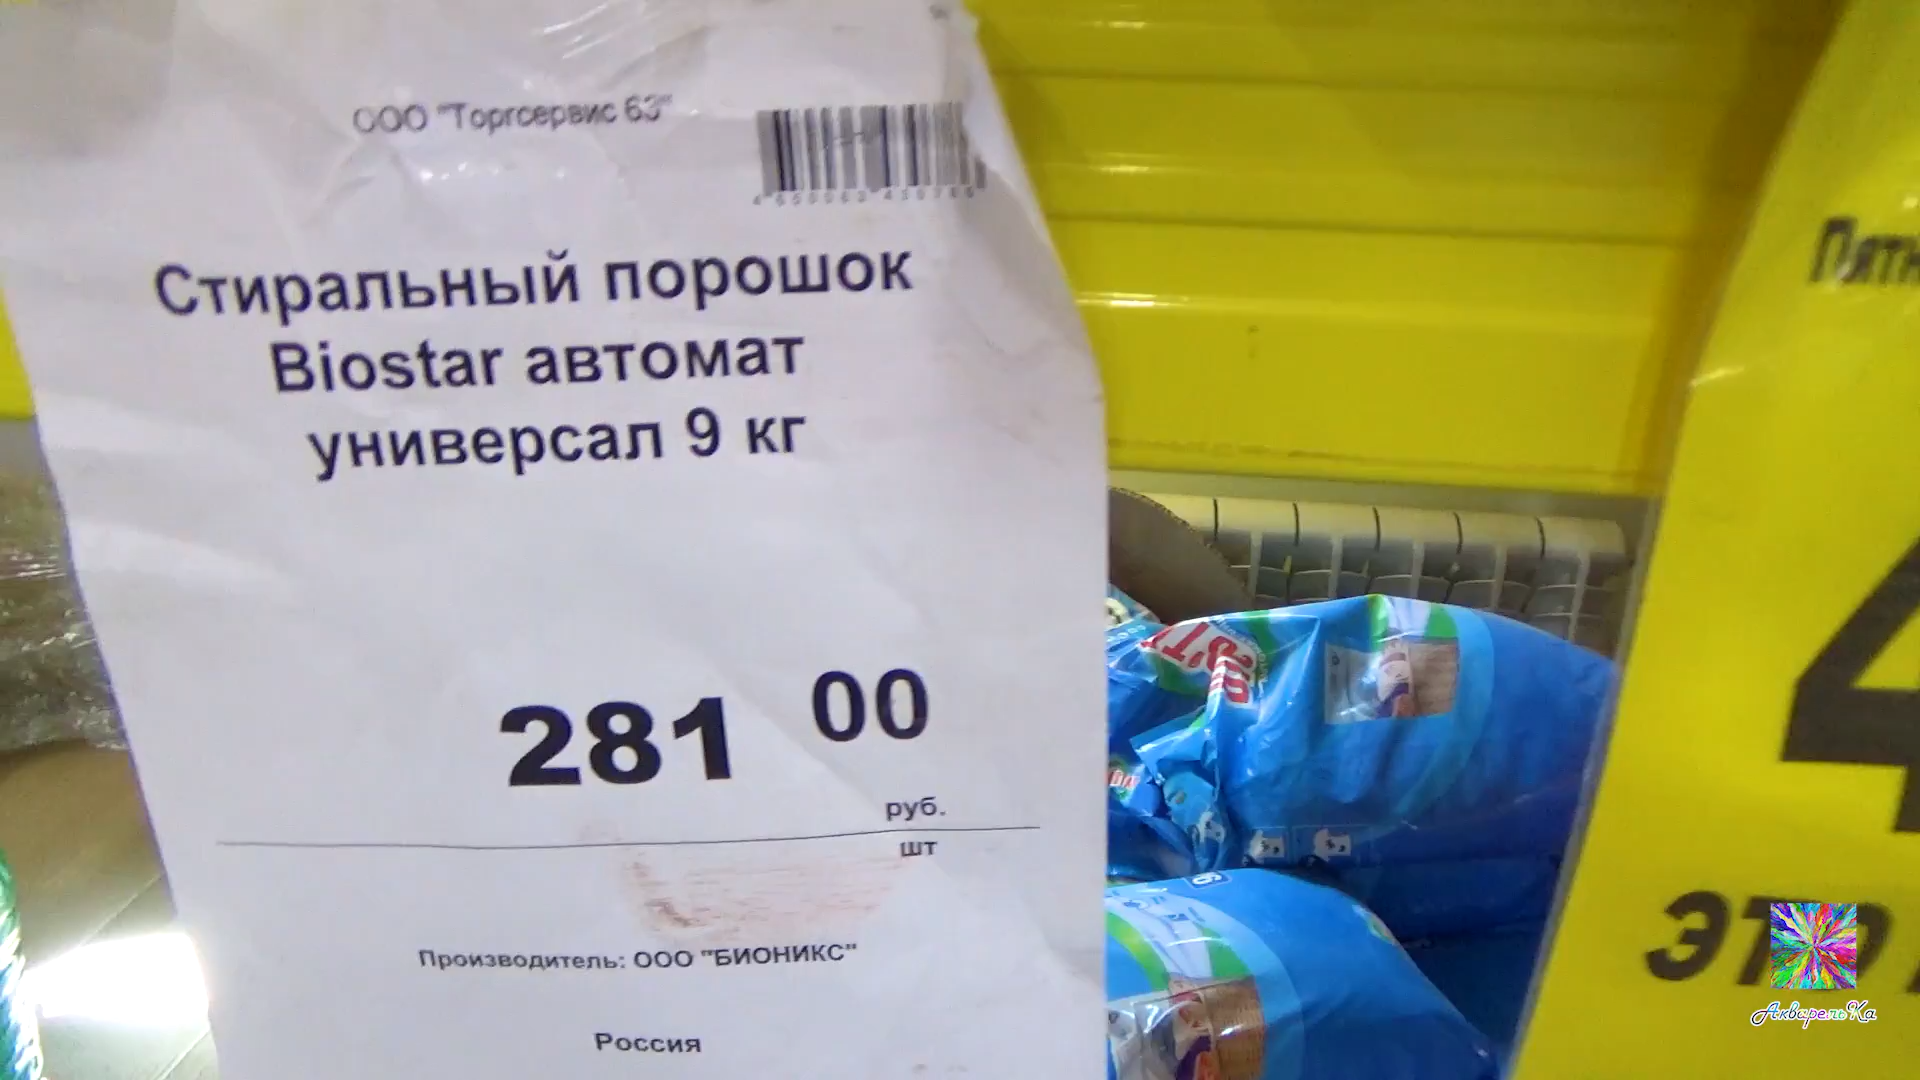 ООО "Торгсервис 63"
Стиральный порошок
Biostar автомат
универсал 9 кг
281 00
руб.
шт
Производитель: ООО "БИОНИКС"
Россия
4
АкварельКа